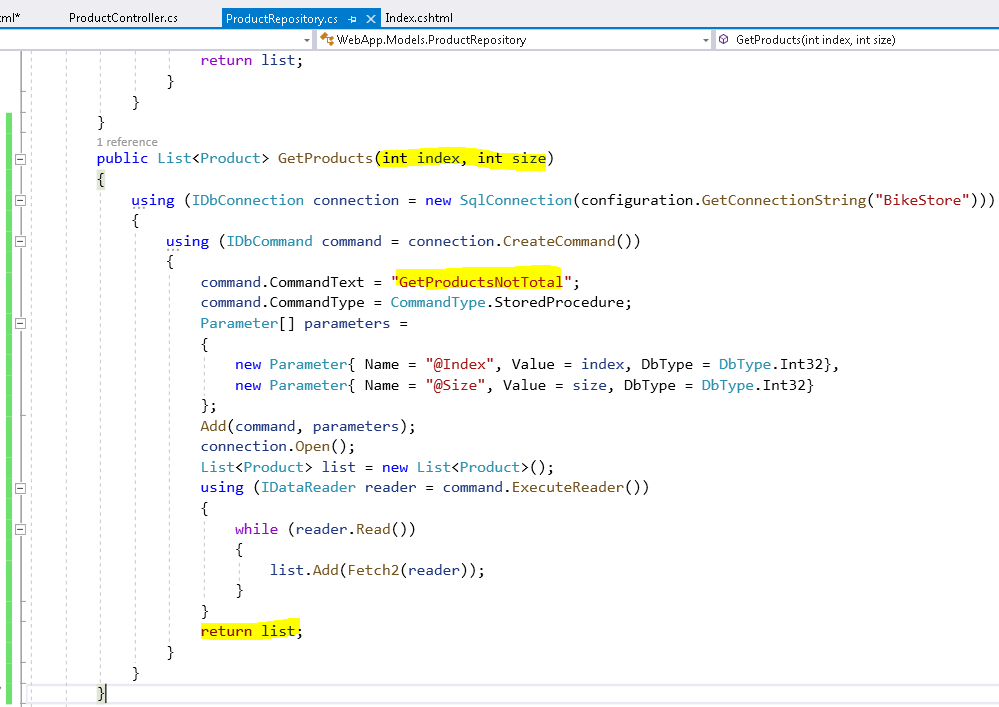 ml*
ProductController.cs
ProductRepository.cs
Index.cshtml
WebApp.Models.ProductRepository
GetProducts(int index, int size)
return list;
}
}
}
1 reference
public List<Product> GetProducts(int index, int size)
{
using (IDbConnection connection = new SqlConnection(configuration.GetConnectionString("BikeStore")))
{
using (IDbCommand command = connection.CreateCommand())
{
command.CommandText = "GetProductsNotTotal";
command.CommandType = CommandType.StoredProcedure;
Parameter[] parameters =
{
new Parameter{ Name = "@Index", Value = index, DbType = DbType.Int32},
new Parameter{ Name = "@Size", Value = size, DbType = DbType.Int32}
};
Add(command, parameters);
connection.Open();
List<Product> list = new List<Product>();
using (IDataReader reader = command.ExecuteReader())
{
while (reader.Read())
{
list.Add(Fetch2(reader));
}
}
return list;
}
}
}